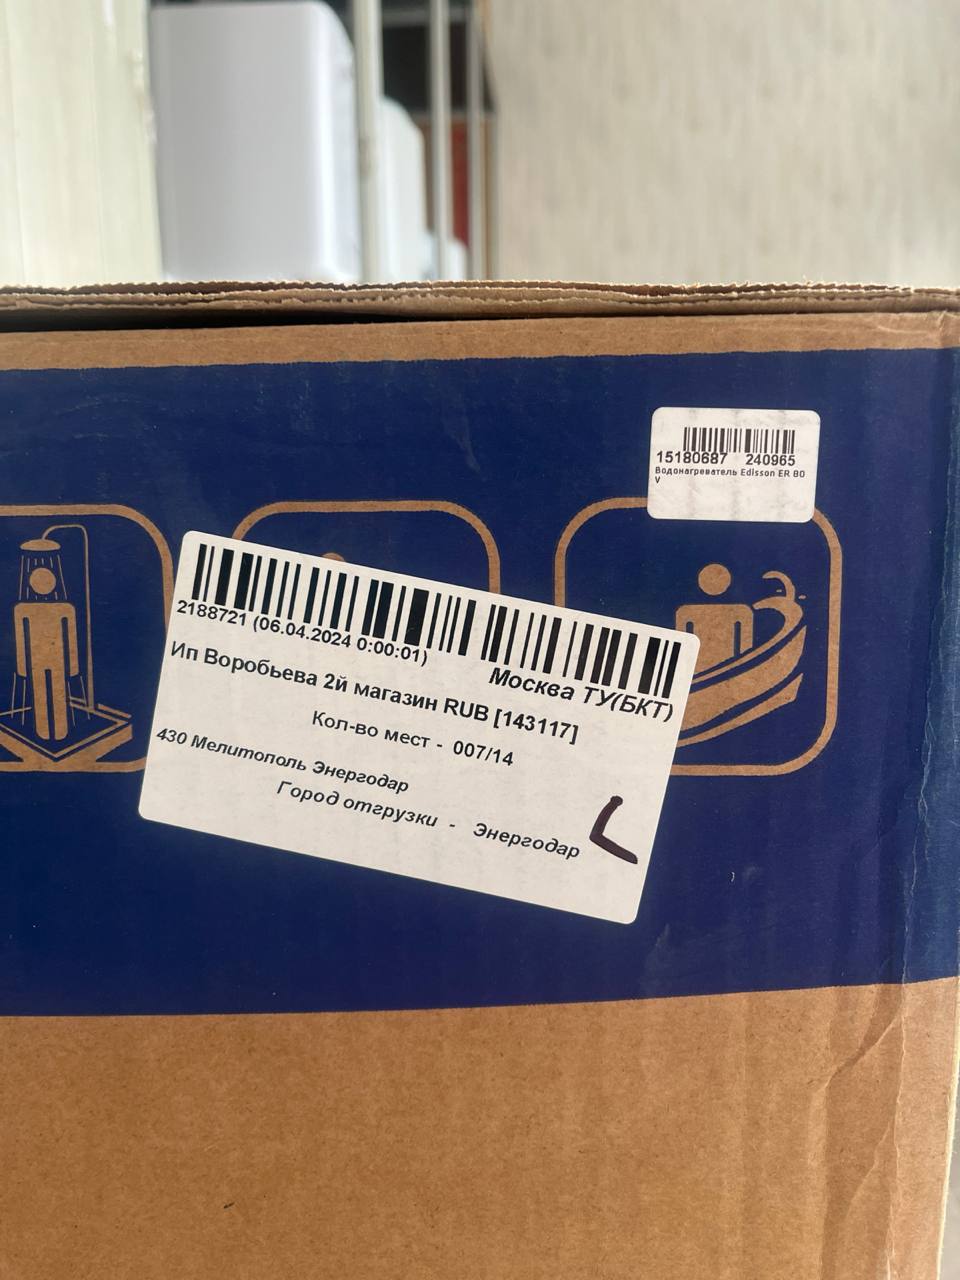 15180687 240965
Водонагреватель Edisson ER 80
V
2188721 (06.04.2024 0:00:01)
Москва ТУ(БКТ)
Ип Воробьева 2й магазин RUB [143117]
Кол-во мест - 007/14
430 Мелитополь Энергодар
Город отгрузки - Энергодар